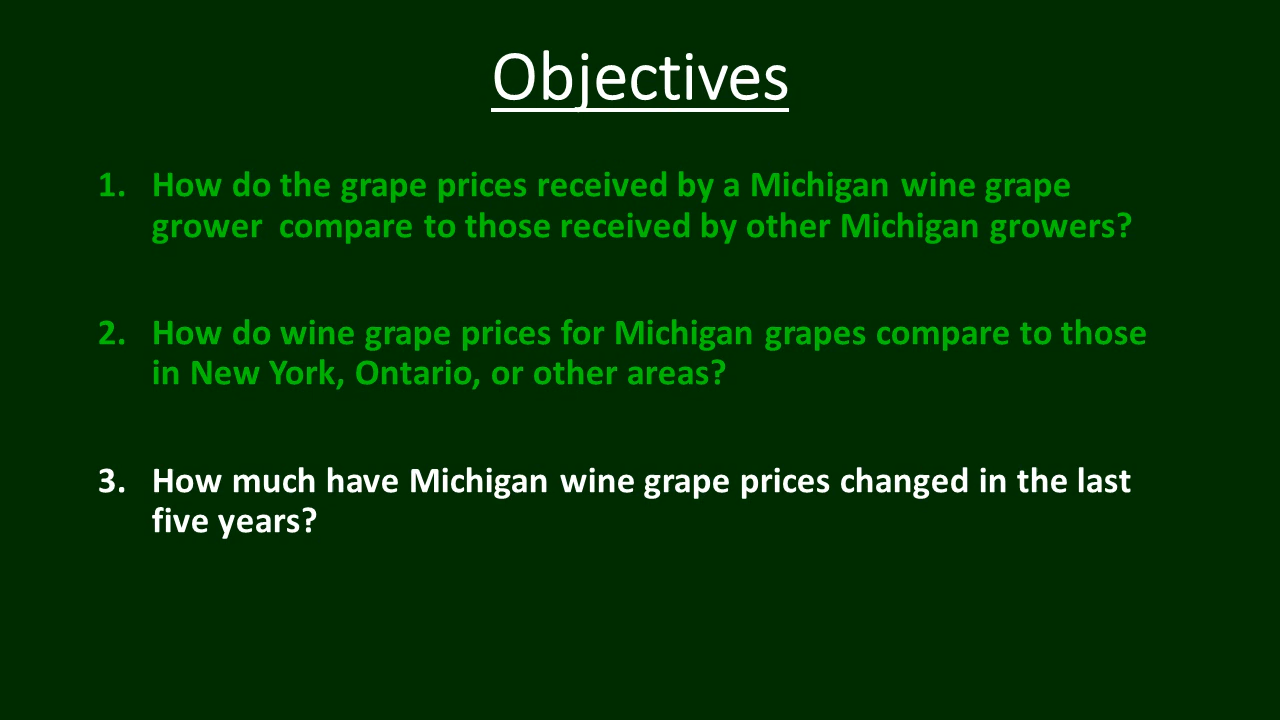 Objectives
1. How do the grape prices received by a Michigan wine grape
grower  compare to those received by other Michigan growers?
2. How do wine grape prices for Michigan grapes compare to those
in New York, Ontario, or other areas?
3. How much have Michigan wine grape prices changed in the last
five years?